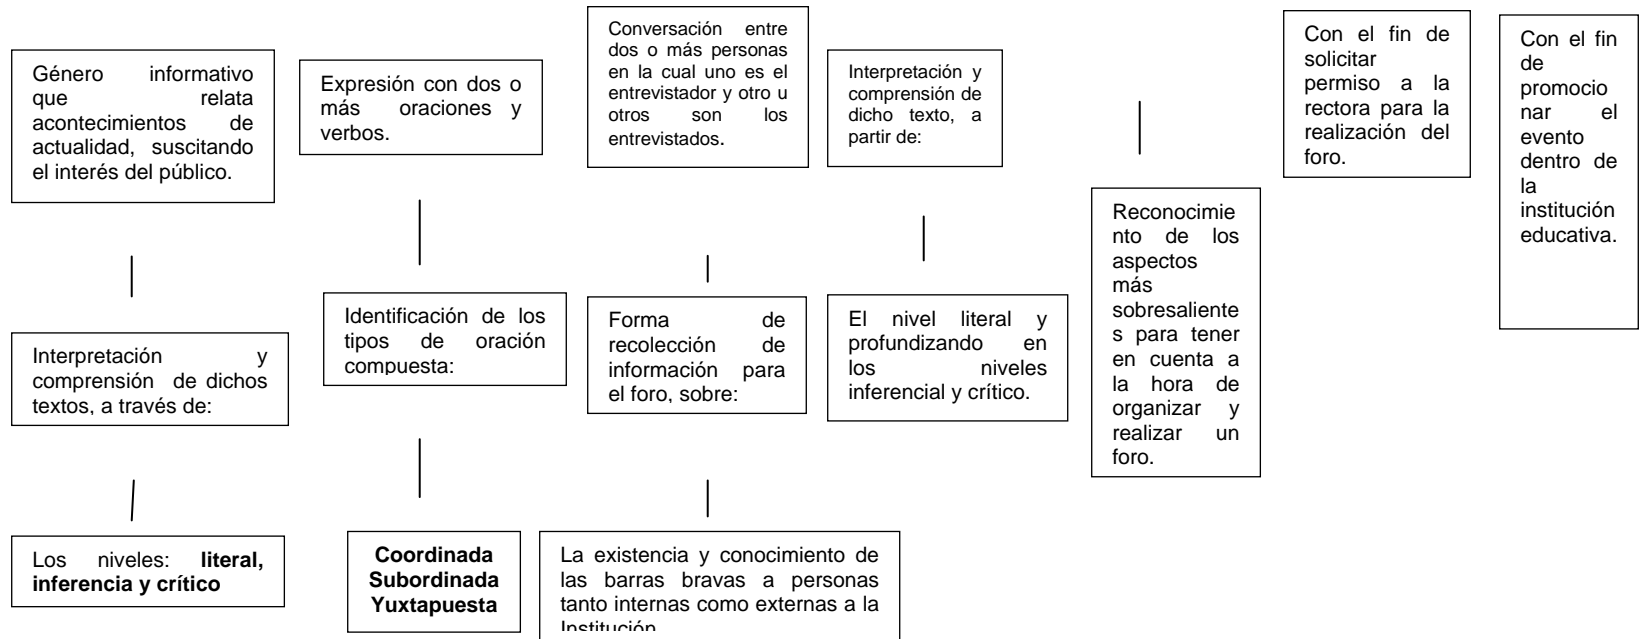 Género informativo
que relata
acontecimientos de
actualidad, suscitando
el interés del público.
Expresión con dos o
más oraciones y
verbos.
Conversación entre
dos o más personas
en la cual uno es el
entrevistador y otro u
otros son los
entrevistados.
Interpretación y
comprensión de
dicho texto, a
partir de:
Con el fin de
solicitar
permiso a la
rectora para la
realización del
foro.
Con el fin
de
promocio
nar el
evento
dentro de
la
institución
educativa.
Reconocimie
nto de los
aspectos
más
sobresaliente
s para tener
en cuenta a
la hora de
organizar y
realizar un
foro.
Interpretación y
comprensión de dichos
textos, a través de:
Identificación de los
tipos de oración
compuesta:
Forma de
recolección de
información para
el foro, sobre:
El nivel literal y
profundizando en
los niveles
inferencial y crítico.
Los niveles: literal,
inferencia y crítico
Coordinada
Subordinada
Yuxtapuesta
La existencia y conocimiento de
las barras bravas a personas
tanto internas como externas a la
Institución